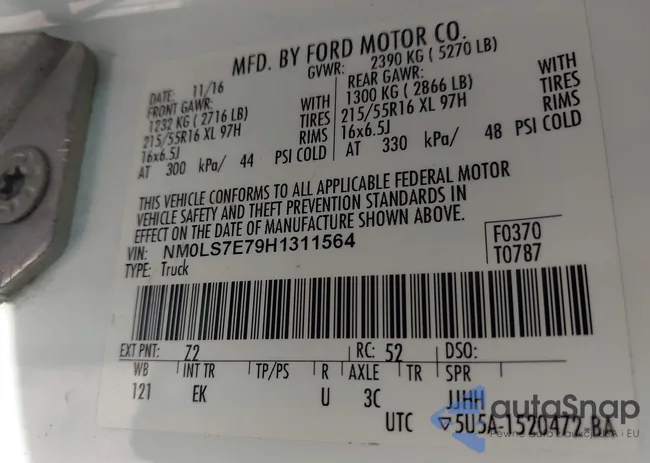 MFD. BY FORD MOTOR CO.
DATE: 11/16 GVWR: 2390 KG ( 5270 LB)
FRONT GAWR: REAR GAWR:
1232 KG ( 2716 LB) WITH 1300 KG ( 2866 LB) WITH
215/55R16 XL 97H TIRES 215/55R16 XL 97H TIRES
16x6.5J RIMS 16x6.5J RIMS
AT 300 kPa/ 44 PSI COLD AT 330 kPa/ 48 PSI COLD
THIS VEHICLE CONFORMS TO ALL APPLICABLE FEDERAL MOTOR
VEHICLE SAFETY AND THEFT PREVENTION STANDARDS IN
EFFECT ON THE DATE OF MANUFACTURE SHOWN ABOVE.
VIN: NM0LS7E79H1311564 F0370
TYPE: Truck T0787
EXT PNT: Z2 RC: 52 DSO:
WB INT TR TP/PS R AXLE TR SPR
121 EK U 3C JJHH
UTC ▽5U5A-1520472-BA
autoSnap